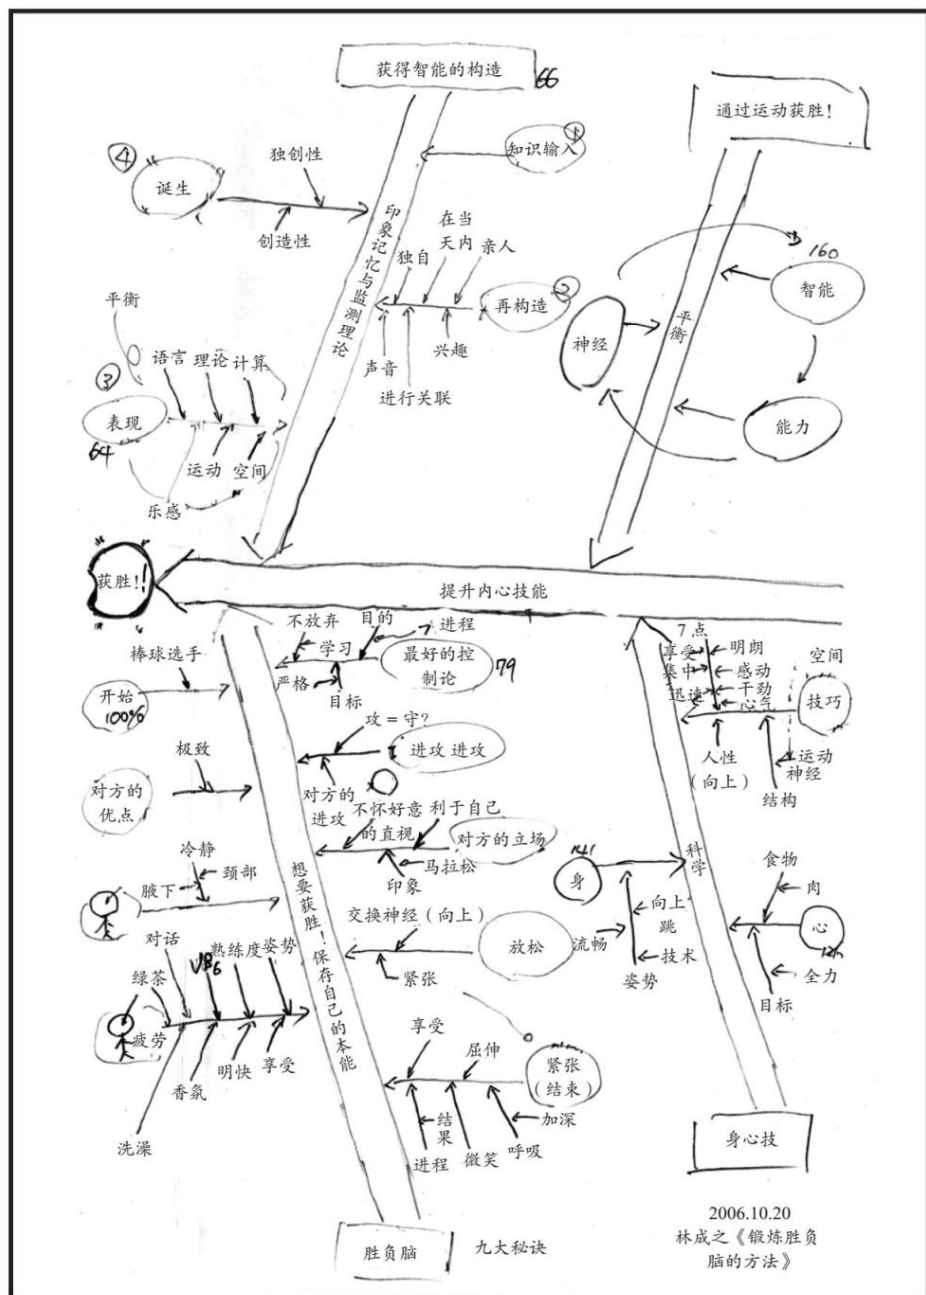 获得智能的构造
66
通过运动获胜!
①
知识输入
④
诞生
独创性
创造性
印象记忆与监测理论
在当
天内
亲人
独自
②
再构造
声音
兴趣
进行关联
160
智能
神经
平衡
能力
平衡
语言
理论
计算
③
表现
64
运动
空间
乐感
获胜!!
提升内心技能
不放弃
目的
进程
学习
最好的控
制论
79
严格
目标
棒球选手
开始
100%
攻=守?
进攻 进攻
对方的
进攻
极致
对方的
优点
不怀好意
的直视
利于自己
对方的立场
马拉松
印象
冷静
颈部
腋下
交换神经（向上）
放松
紧张
想要获胜！保存自己的本能
对话
VB6
熟练度
姿势
绿茶
疲劳
香氛
明快
享受
洗澡
享受
屈伸
紧张
(结束)
结
果
加深
进程
微笑
呼吸
7点
享受
明朗
集中
感动
迅速
干劲
心气
空间
技巧
人性
(向上)
运动
神经
结构
科学
141
身
向上
跳
流畅
技术
姿势
食物
肉
心
全力
目标
身心技
胜负脑
九大秘诀
2006.10.20
林成之《锻炼胜负
脑的方法》